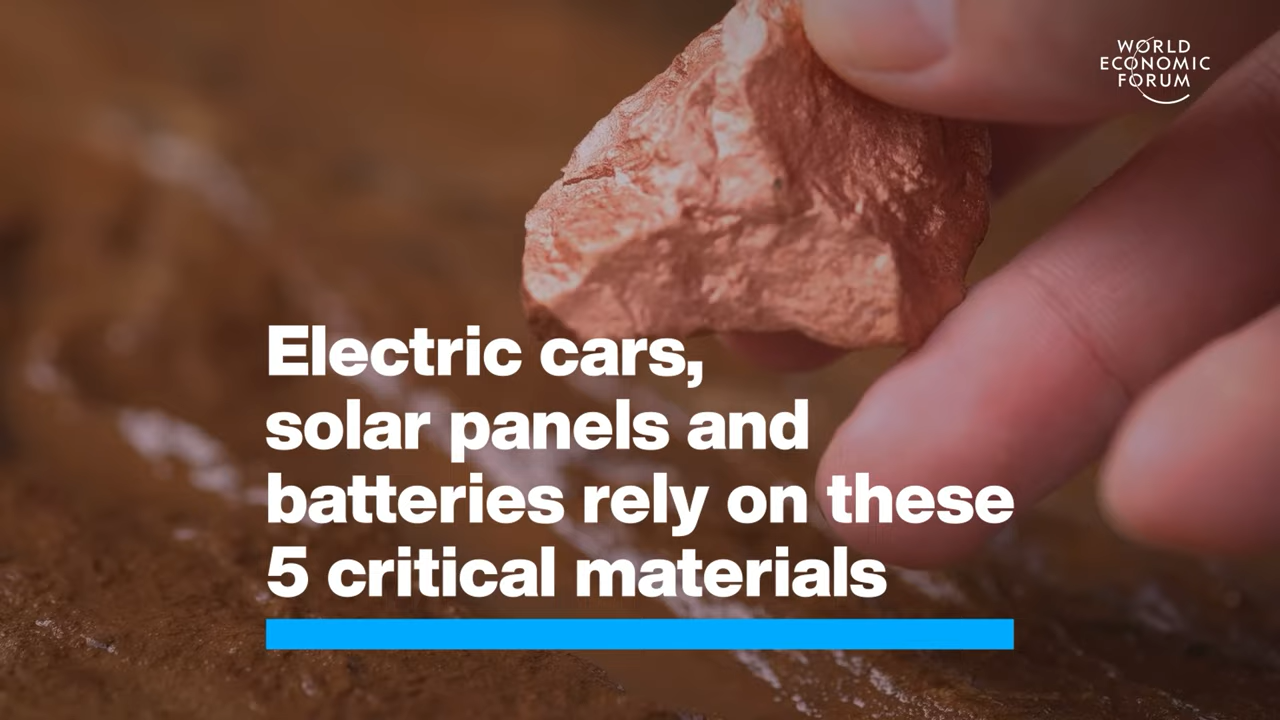 WORLD
ECONOMIC
FORUM
Electric cars,
solar panels and
batteries rely on these
5 critical materials